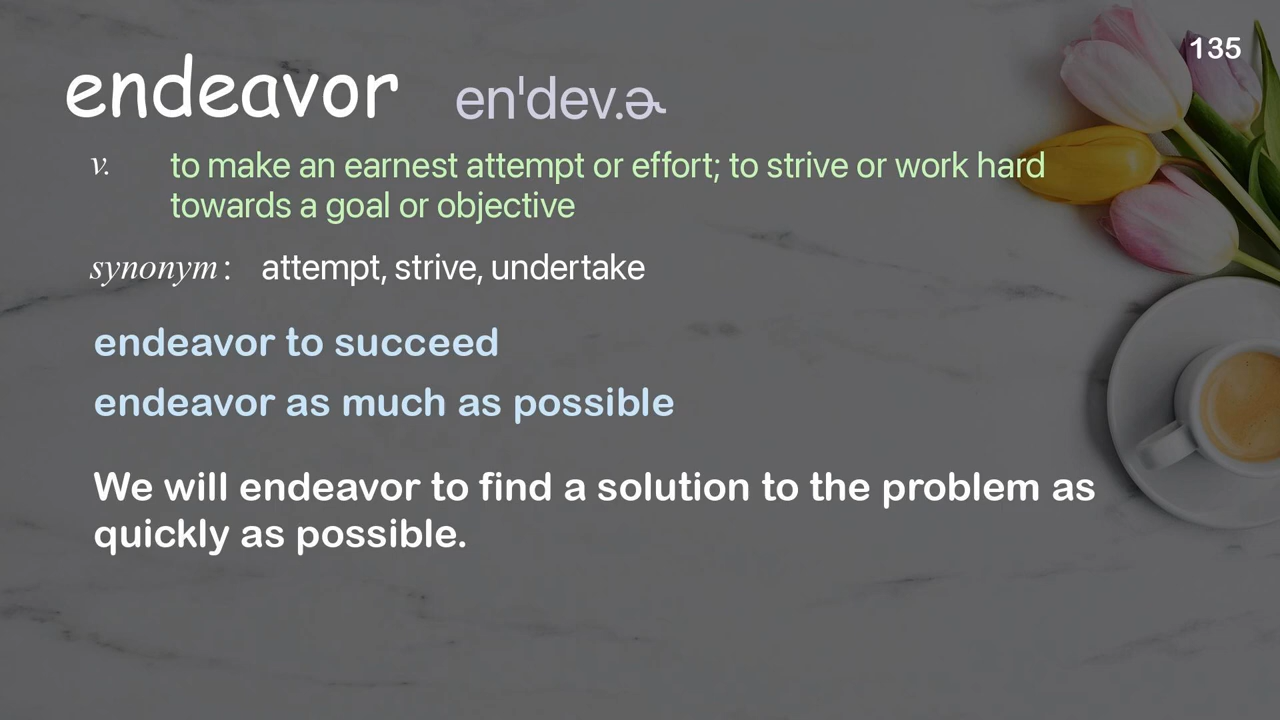 135
endeavor en'dev.ɚ
v. to make an earnest attempt or effort; to strive or work hard
towards a goal or objective
synonym: attempt, strive, undertake
endeavor to succeed
endeavor as much as possible
We will endeavor to find a solution to the problem as
quickly as possible.